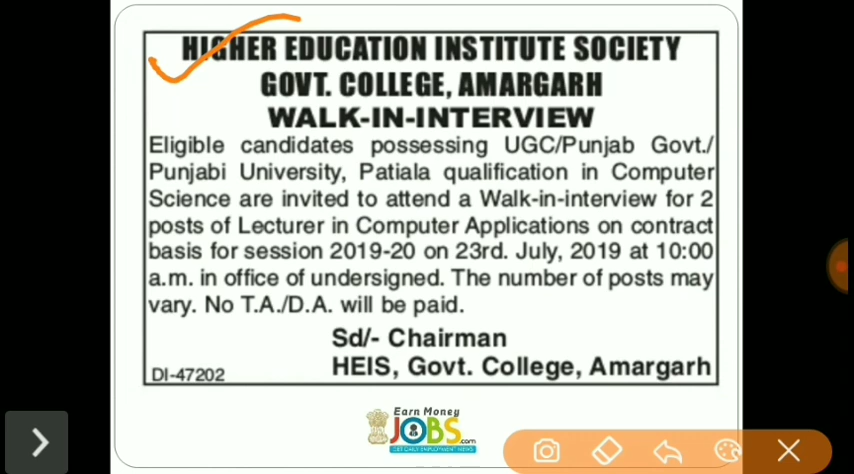 HIGHER EDUCATION INSTITUTE SOCIETY
GOVT. COLLEGE, AMARGARH
WALK-IN-INTERVIEW
Eligible candidates possessing UGC/Punjab Govt./
Punjabi University, Patiala qualification in Computer
Science are invited to attend a Walk-in-interview for 2
posts of Lecturer in Computer Applications on contract
basis for session 2019-20 on 23rd. July, 2019 at 10:00
a.m. in office of undersigned. The number of posts may
vary. No T.A./D.A. will be paid.
Sd/- Chairman
HEIS, Govt. College, Amargarh
DI-47202
Earn Money
JOBS.com
GET DAILY EMPLOYMENT NEWS